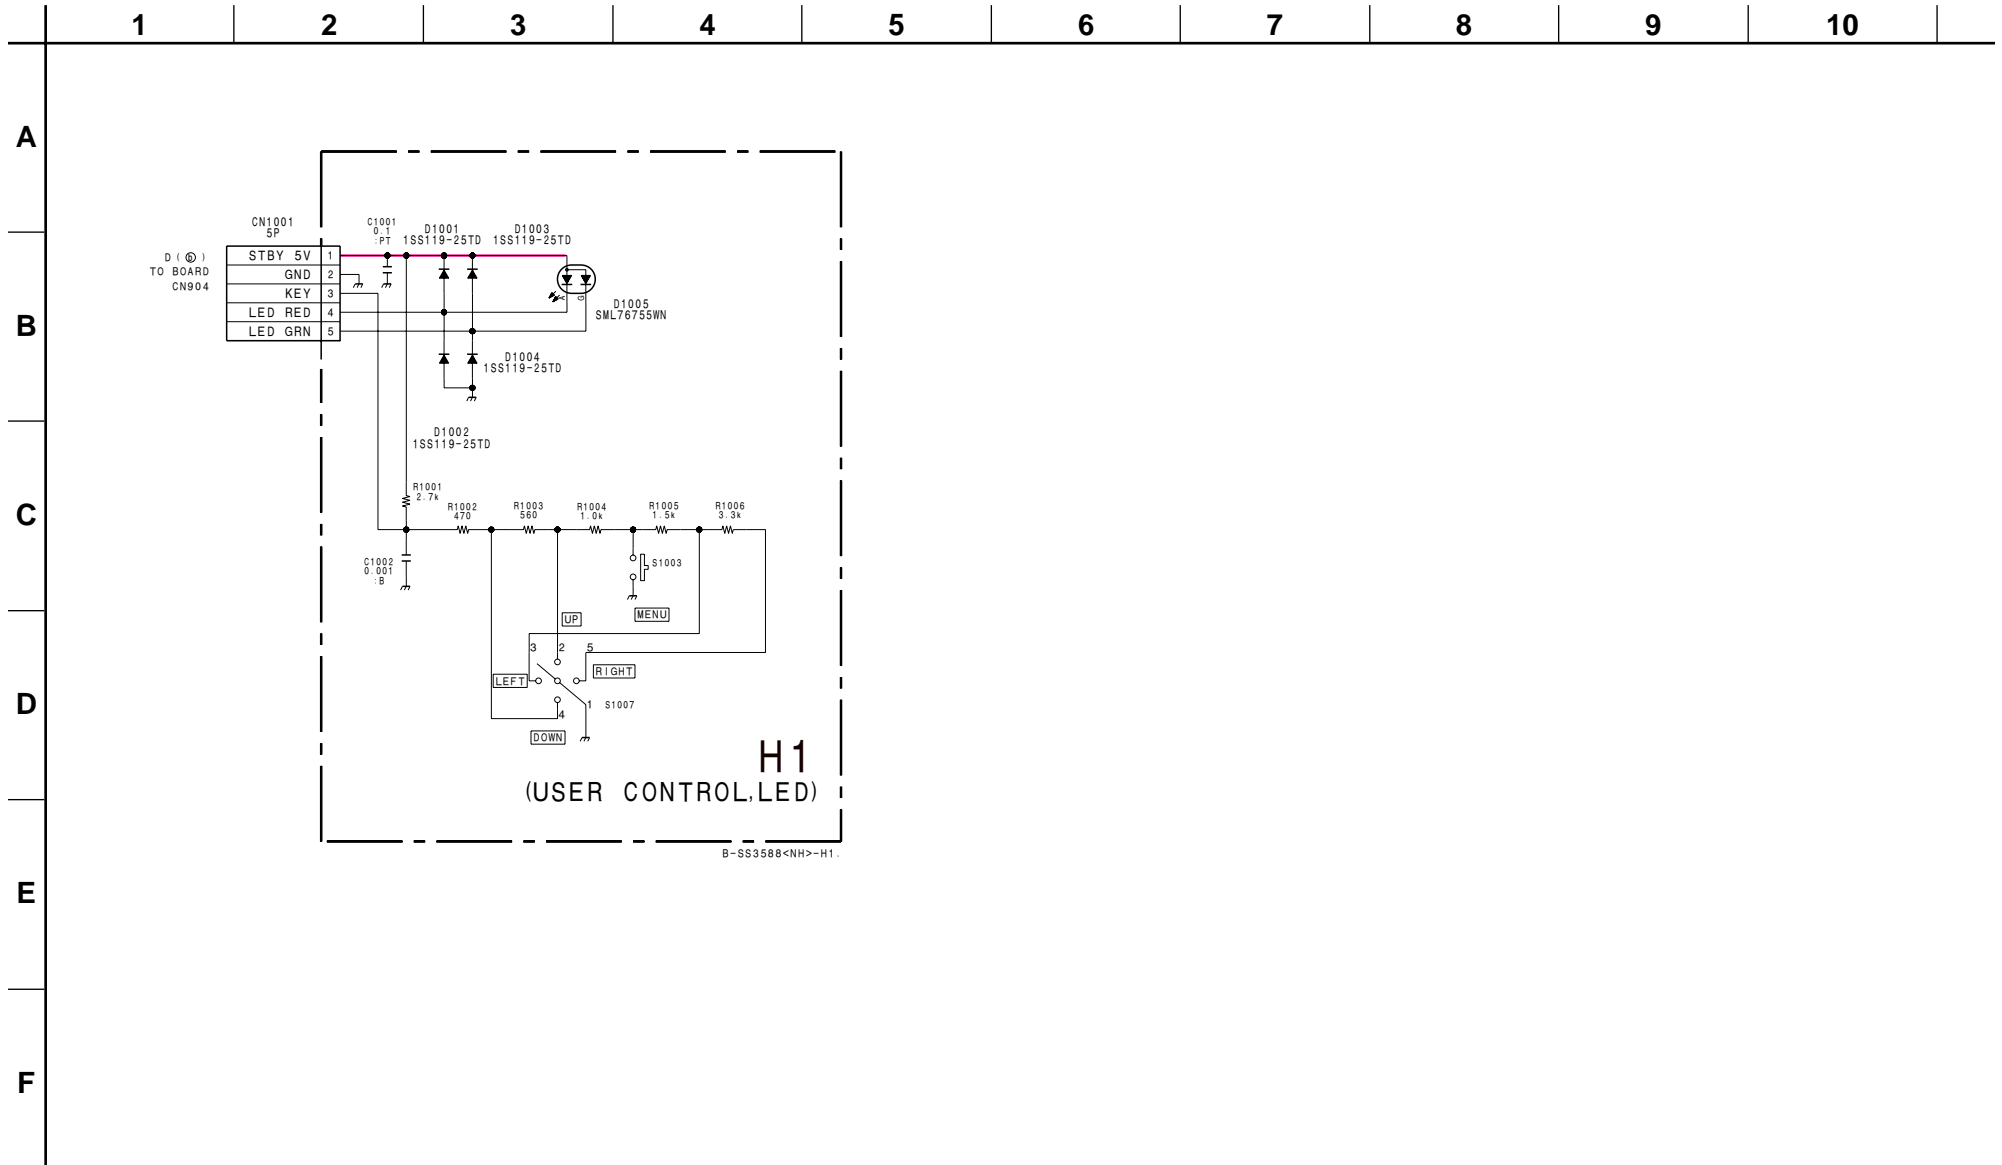 1 2 3 4 5 6 7 8 9 10
A
B
C
D
E
F
CN1001
5P
D ( ⑤ )
TO BOARD
CN904
STBY 5V 1
GND 2
KEY 3
LED RED 4
LED GRN 5
C1001
0.1
:PT
D1001
1SS119-25TD
D1003
1SS119-25TD
D1005
SML76755WN
G
D1004
1SS119-25TD
D1002
1SS119-25TD
R1001
2.7k
R1002
470
R1003
560
R1004
1.0k
R1005
1.5k
R1006
3.3k
C1002
0.001
:B
S1003
MENU
UP
3 2 5
LEFT
RIGHT
1 S1007
4
DOWN
H1
(USER CONTROL,LED)
B-SS3588<NH>-H1.